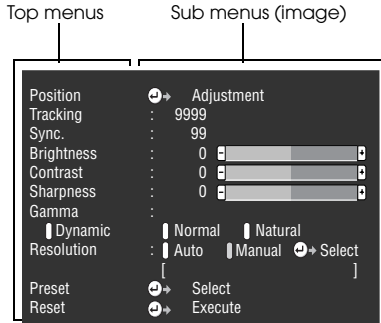 Top menus Sub menus (image)
Position Adjustment
Tracking : 9999
Sync. : 99
Brightness : 0 - +
Contrast : 0 - +
Sharpness : 0 - +
Gamma :
Dynamic Normal Natural
Resolution : Auto Manual Select
[ ]
Preset Select
Reset Execute